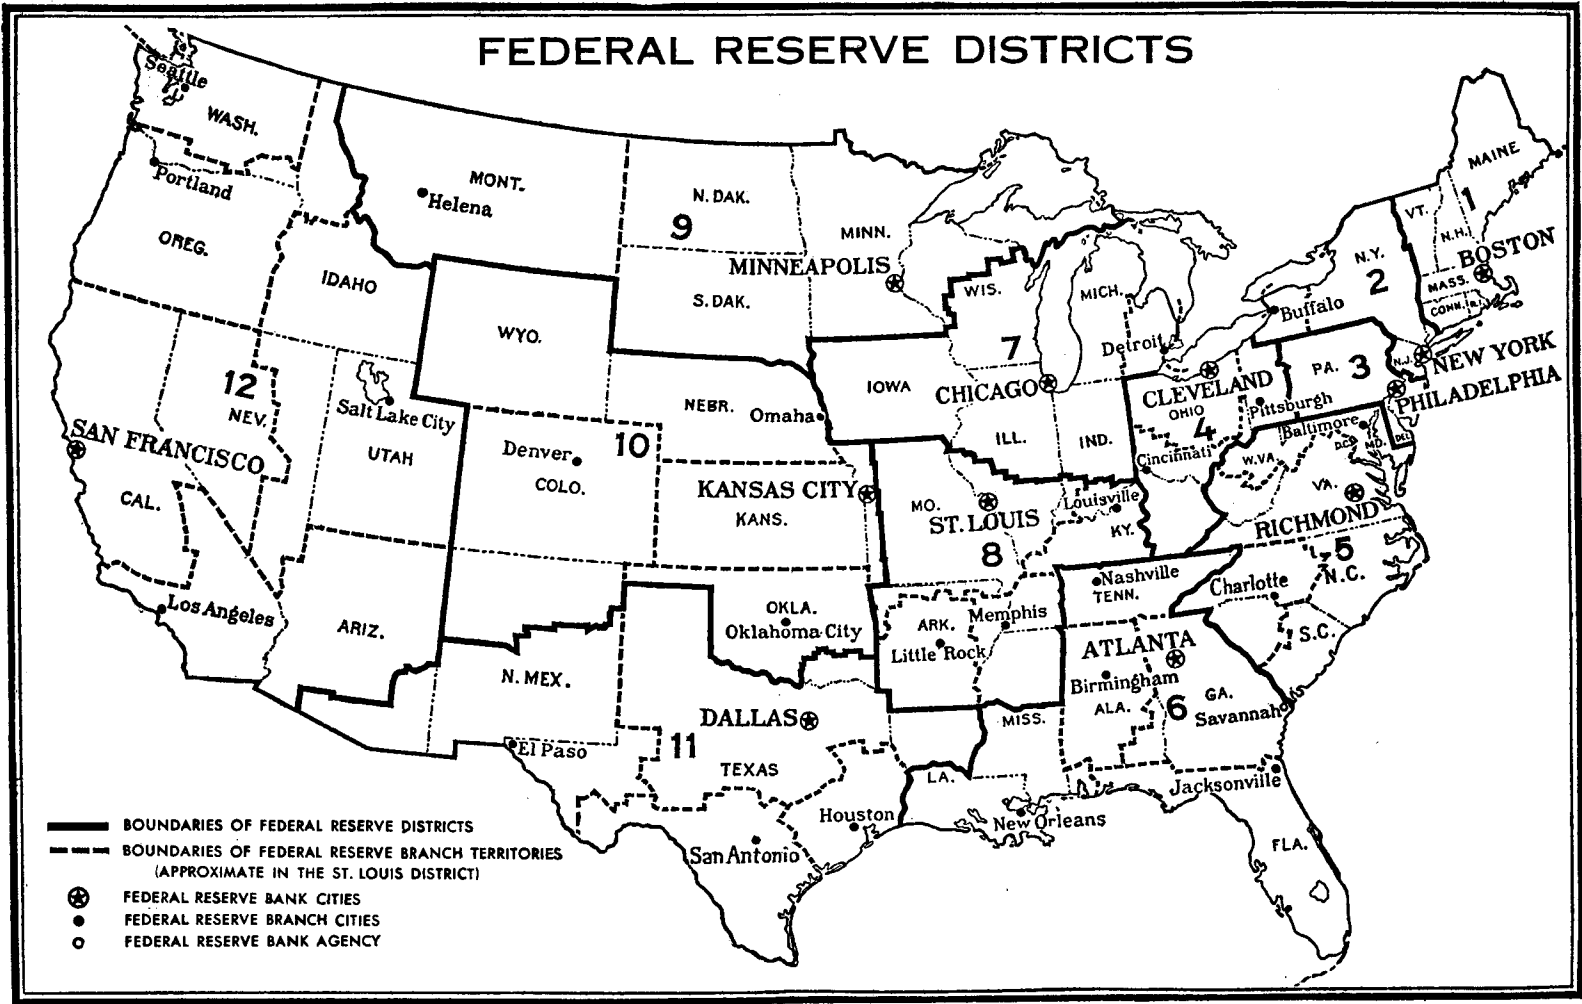 FEDERAL RESERVE DISTRICTS
Seattle
WASH.
Portland
OREG.
MONT.
Helena
IDAHO
WYO.
N. DAK.
9
S. DAK.
MINN.
MINNEAPOLIS
WIS.
MICH.
7
Detroit
CHICAGO
IOWA
ILL.
IND.
MAINE
1
VT.
N.H.
BOSTON
MASS.
CONN.
R.I.
N.Y.
2
Buffalo
NEW YORK
N.J.
PA.
3
PHILADELPHIA
CLEVELAND
OHIO
4
Pittsburgh
Cincinnati
Baltimore
D.C.
MD.
DEL.
W.VA.
VA.
RICHMOND
5
N.C.
Charlotte
S.C.
12
NEV.
SAN FRANCISCO
CAL.
Los Angeles
Salt Lake City
UTAH
ARIZ.
NEBR.
Omaha
10
Denver
COLO.
KANSAS CITY
KANS.
OKLA.
Oklahoma City
MO.
ST. LOUIS
8
Louisville
KY.
ARK.
Little Rock
Memphis
Nashville
TENN.
ATLANTA
Birmingham
ALA.
6
GA.
Savannah
Jacksonville
FLA.
MISS.
LA.
New Orleans
N. MEX.
El Paso
DALLAS
11
TEXAS
Houston
San Antonio
BOUNDARIES OF FEDERAL RESERVE DISTRICTS
BOUNDARIES OF FEDERAL RESERVE BRANCH TERRITORIES
(APPROXIMATE IN THE ST. LOUIS DISTRICT)
FEDERAL RESERVE BANK CITIES
FEDERAL RESERVE BRANCH CITIES
FEDERAL RESERVE BANK AGENCY